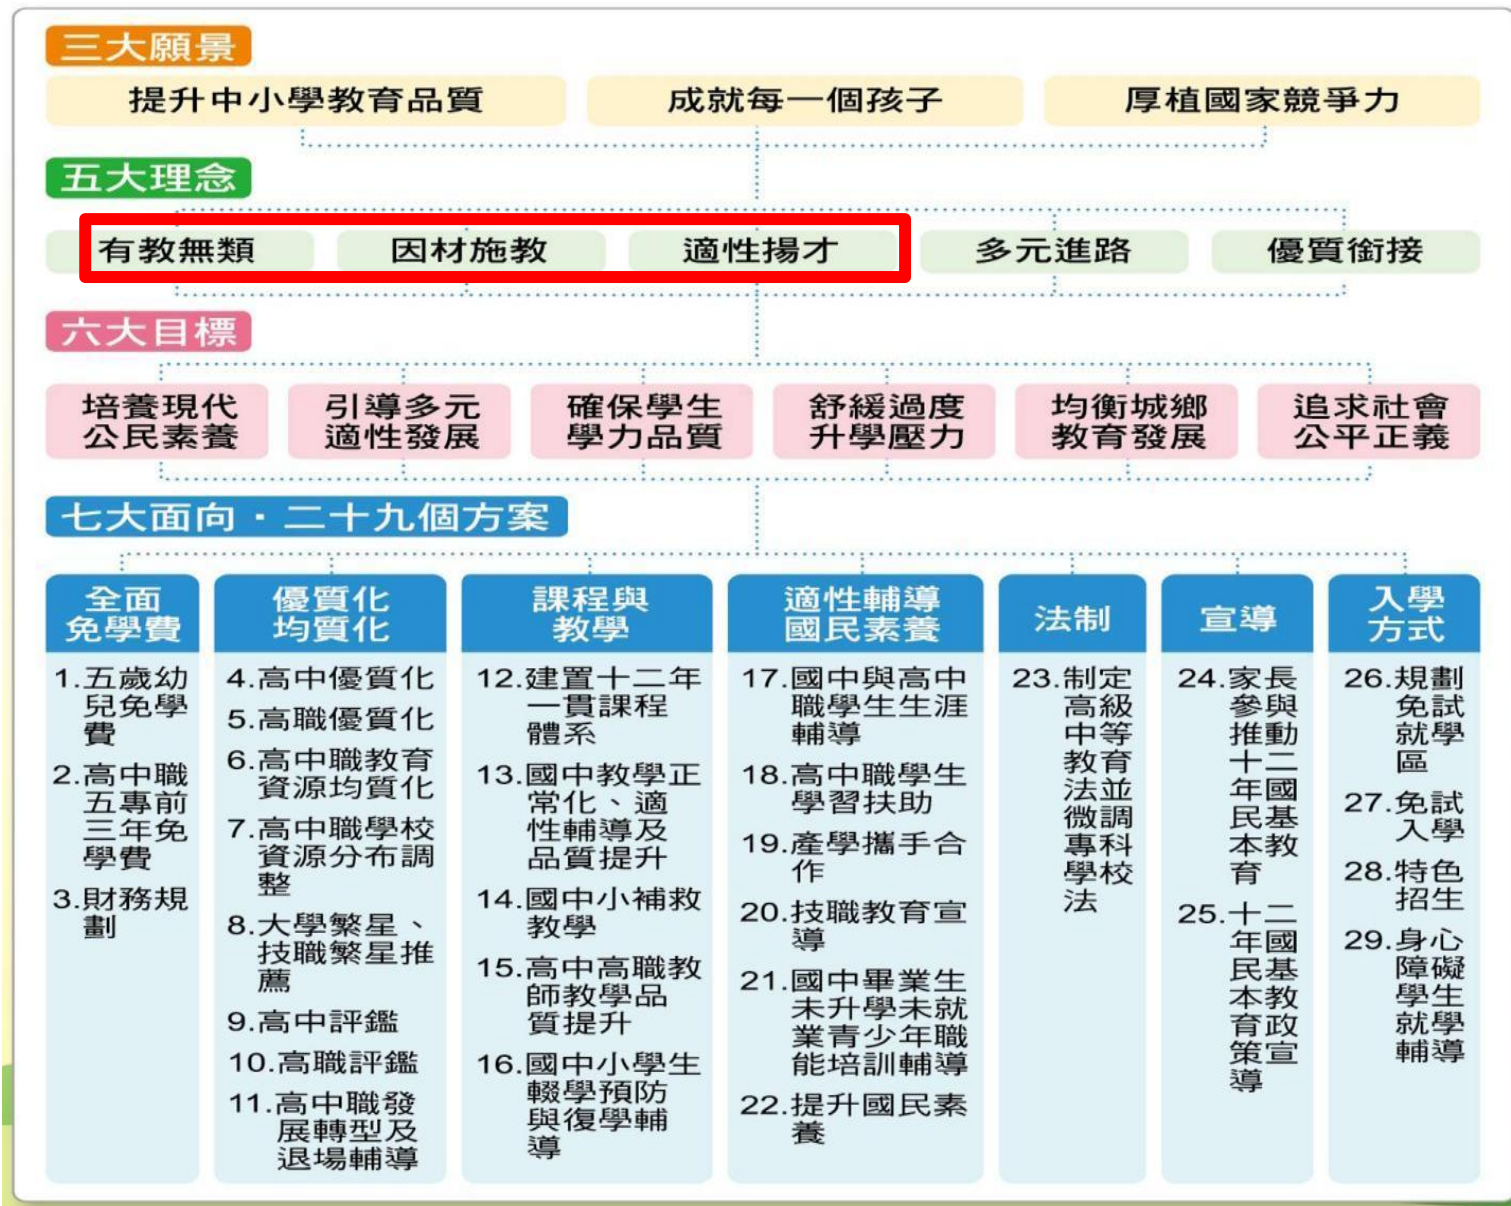 三大願景
提升中小學教育品質
成就每一個孩子
厚植國家競爭力
五大理念
有教無類
因材施教
適性揚才
多元進路
優質銜接
六大目標
培養現代
公民素養
引導多元
適性發展
確保學生
學力品質
舒緩過度
升學壓力
均衡城鄉
教育發展
追求社會
公平正義
七大面向·二十九個方案
全面
免學費
1.五歲幼
兒免學
費
2.高中職
五專前
三年免
學費
3.財務規
劃
優質化
均質化
4.高中優質化
5.高職優質化
6.高中職教育
資源均質化
7.高中職學校
資源分布調
整
8.大學繁星、
技職繁星推
薦
9.高中評鑑
10.高職評鑑
11.高中職發
展轉型及
退場輔導
課程與
教學
12.建置十二年
一貫課程
體系
13.國中教學正
常化、適
性輔導及
品質提升
14.國中小補救
教學
15.高中高職教
師教學品
質提升
16.國中小學生
輟學預防
與復學輔
導
適性輔導
國民素養
17.國中與高中
職學生生涯
輔導
18.高中職學生
學習扶助
19.產學攜手合
作
20.技職教育宣
導
21.國中畢業生
未升學未就
業青少年職
能培訓輔導
22.提升國民素
養
法制
23.制定
高級
中等
教育
法並
微調
專科
學校
法
宣導
24.家長
參與
推動
十二
年國
民基
本教
育
25.十二
年國
民基
本教
育政
策宣
導
入學
方式
26.規劃
免試
就學
區
27.免試
入學
28.特色
招生
29.身心
障礙
學生
就學
輔導